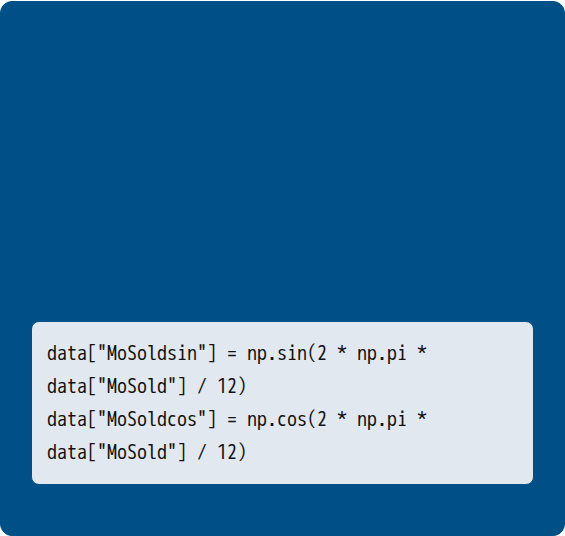 data["MoSoldsin"] = np.sin(2 * np.pi *
data["MoSold"] / 12)
data["MoSoldcos"] = np.cos(2 * np.pi *
data["MoSold"] / 12)